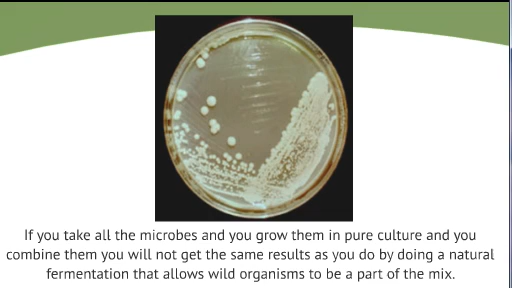 If you take all the microbes and you grow them in pure culture and you
combine them you will not get the same results as you do by doing a natural
fermentation that allows wild organisms to be a part of the mix.